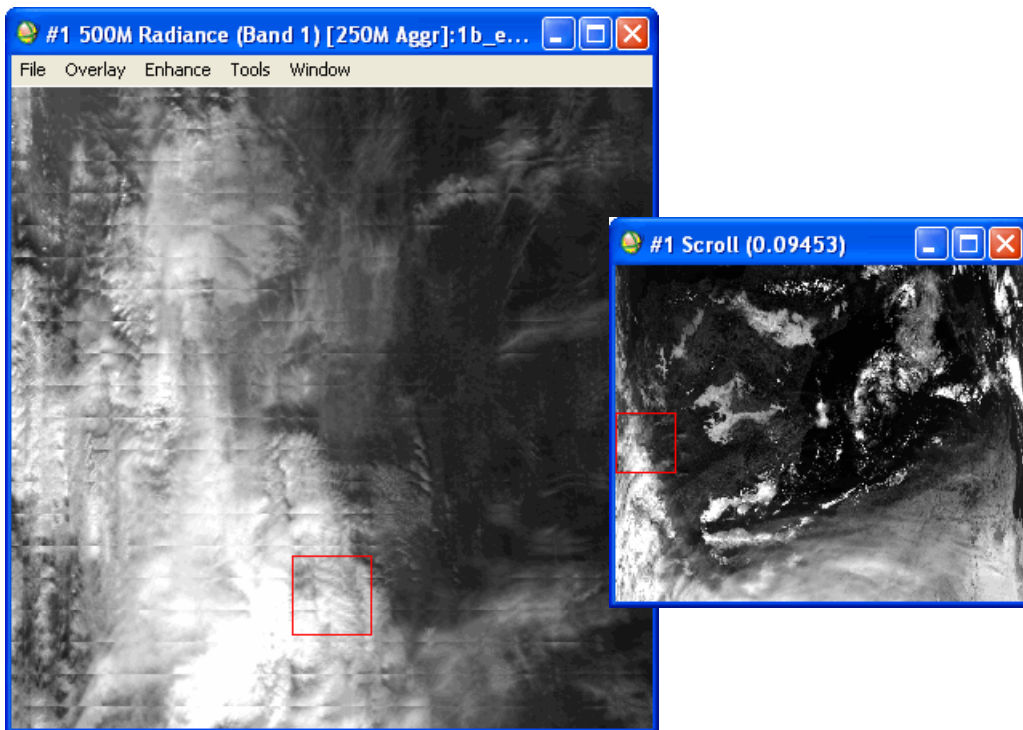 #1 500M Radiance (Band 1) [250M Aggr]:1b_e...
File Overlay Enhance Tools Window
#1 Scroll (0.09453)